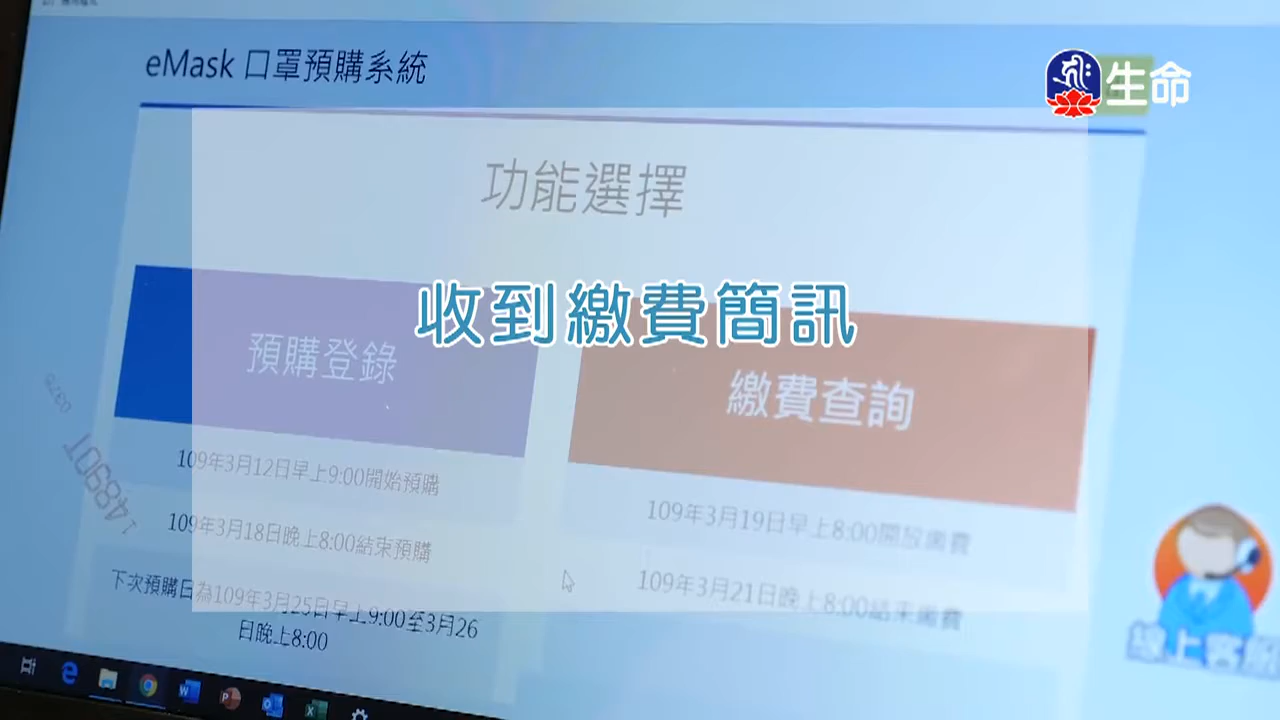 eMask 口罩預購系統
生命
功能選擇
收到繳費簡訊
預購登錄
繳費查詢
109年3月12日早上9:00開始預購
109年3月19日早上8:00開放繳費
109年3月18日晚上8:00結束預購
109年3月21日晚上8:00結束繳費
下次預購日為109年3月25日早上9:00至3月26
日晚上8:00
線上客服